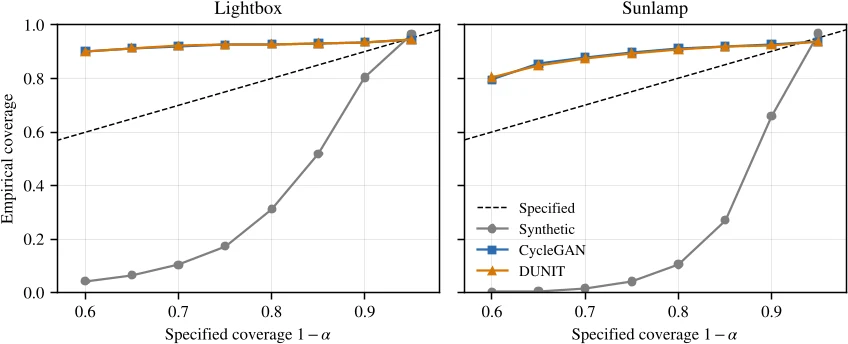 Lightbox
Sunlamp
Empirical coverage
1.0
0.8
0.6
0.4
0.2
0.0
0.6 0.7 0.8 0.9
Specified coverage 1 − α
Specified
Synthetic
CycleGAN
DUNIT
0.6 0.7 0.8 0.9
Specified coverage 1 − α